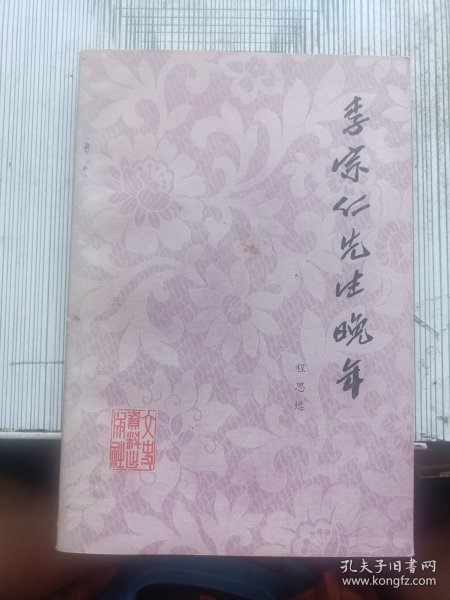 李宗仁先生晚年
程思远
文史
资料出
版社
孔夫子旧书网
www.kongfz.com